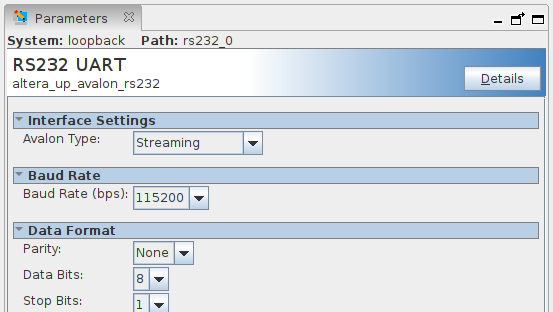 Parameters
System: loopback Path: rs232_0
RS232 UART
altera_up_avalon_rs232
Details
Interface Settings
Avalon Type: Streaming
Baud Rate
Baud Rate (bps): 115200
Data Format
Parity: None
Data Bits: 8
Stop Bits: 1